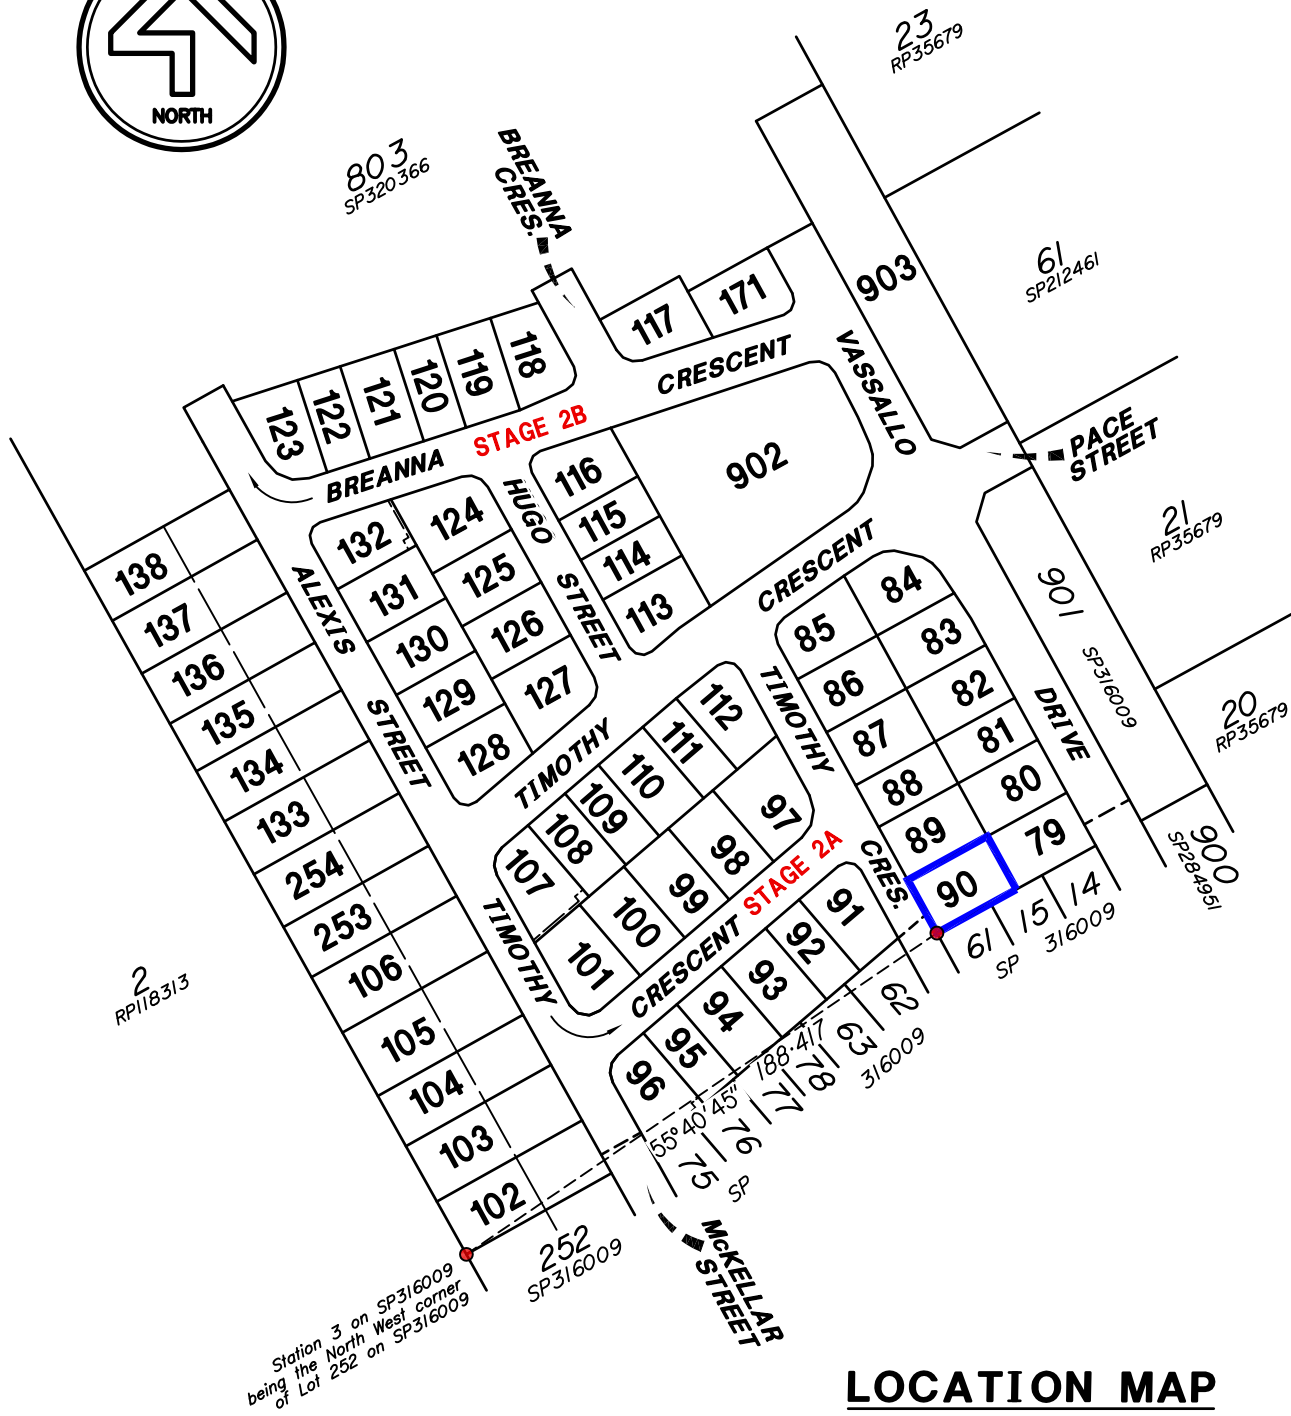 NORTH
23
RP35679
803
SP320366
BREANNA
CRES.
61
SP212461
903
171
117
118
119
120
121
122
123
CRESCENT
VASSALLO
STAGE 2B
BREANNA
PACE
STREET
902
HUGO
STREET
116
115
114
113
124
125
126
127
132
131
130
129
128
ALEXIS
STREET
138
137
136
135
134
133
254
253
106
105
104
103
102
21
RP35679
901
SP316009
20
RP35679
900
SP284951
CRESCENT
TIMOTHY
84
83
82
81
80
79
85
86
87
88
89
90
DRIVE
TIMOTHY
CRES.
112
111
110
109
108
107
97
98
99
100
101
STAGE 2A
CRESCENT
TIMOTHY
91
92
93
94
95
96
61
15
14
SP
316009
62
63
78
77
76
75
SP
316009
188·417
55°40'45"
2
RP118313
252
SP316009
McKELLAR
STREET
Station 3 on SP316009
being the North West corner
of Lot 252 on SP316009
LOCATION MAP